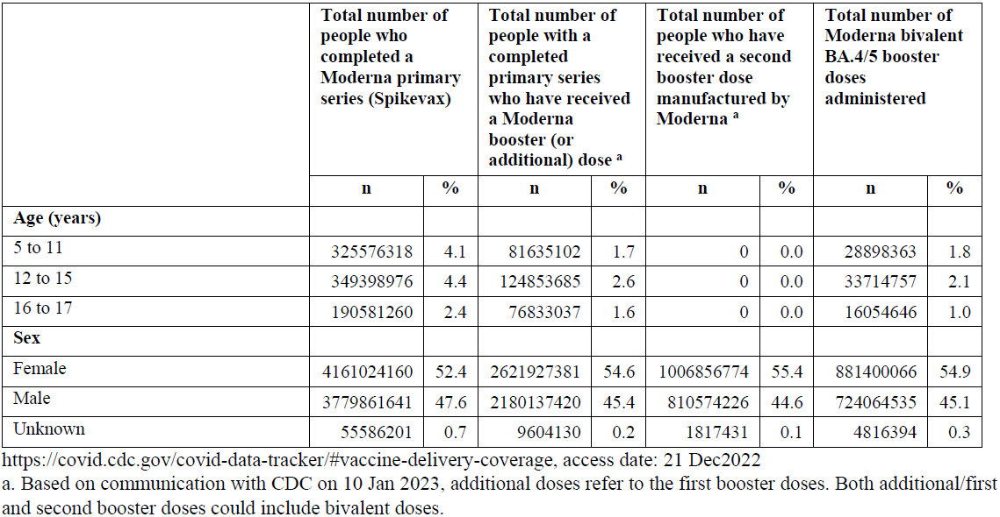 Total number of people who completed a Moderna primary series (Spikevax) Total number of people with a completed primary series who have received a Moderna booster (or additional) dose a Total number of people who have received a second booster dose manufactured by Moderna a Total number of Moderna bivalent BA.4/5 booster doses administered
n % n % n % n %
Age (years)
5 to 11 325576318 4.1 81635102 1.7 0 0.0 28898363 1.8
12 to 15 349398976 4.4 124853685 2.6 0 0.0 33714757 2.1
16 to 17 190581260 2.4 76833037 1.6 0 0.0 16054646 1.0
Sex
Female 4161024160 52.4 2621927381 54.6 1006856774 55.4 881400066 54.9
Male 3779861641 47.6 2180137420 45.4 810574226 44.6 724064535 45.1
Unknown 55586201 0.7 9604130 0.2 1817431 0.1 4816394 0.3
https://covid.cdc.gov/covid-data-tracker/#vaccine-delivery-coverage, access date: 21 Dec2022
a. Based on communication with CDC on 10 Jan 2023, additional doses refer to the first booster doses. Both additional/first
and second booster doses could include bivalent doses.